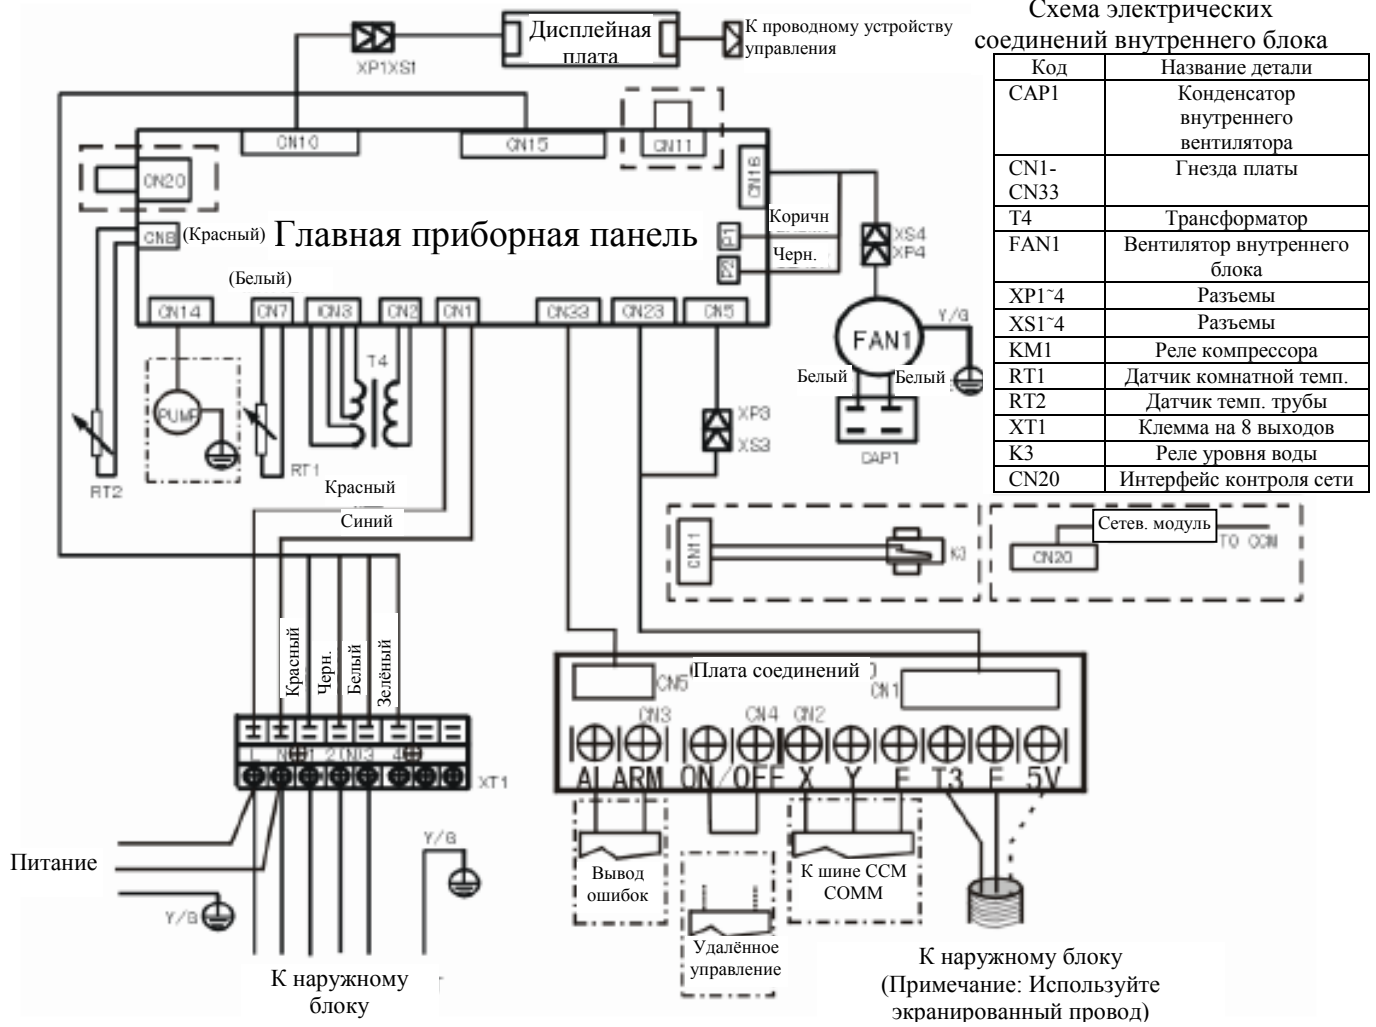 Схема электрических
соединений внутреннего блока
Код Название детали
CAP1 Конденсатор
внутреннего
вентилятора
CN1-
CN33 Гнезда платы
T4 Трансформатор
FAN1 Вентилятор внутреннего
блока
XP1~4 Разъемы
XS1~4 Разъемы
KM1 Реле компрессора
RT1 Датчик комнатной темп.
RT2 Датчик темп. трубы
XT1 Клемма на 8 выходов
K3 Реле уровня воды
CN20 Интерфейс контроля сети
Дисплейная
плата
К проводному устройству
управления
XP1XS1
CN10
CN15
CN11
CN16
CN20
CN8
(Красный)
Главная приборная панель
Коричн
P1
Черн.
P2
XS4
XP4
(Белый)
CN14
CN7
CN3
CN2
CN1
CN33
CN23
CN5
FAN1
Y/G
Белый
Белый
CAP1
T4
PUMP
RT2
RT1
XP3
XS3
Красный
Синий
CN11
K3
Сетев. модуль
CN20
TO CCM
Красный
Черн.
Белый
Зелёный
Плата соединений
CN5
CN1
CN3
CN4
CN2
ALARM
ON/OFF
X
Y
E
T3
E
5V
L
N
1
2(N)
3
4
XT1
Питание
Y/G
Y/G
К наружному
блоку
Вывод
ошибок
Удалённое
управление
К шине CCM
COMM
К наружному блоку
(Примечание: Используйте
экранированный провод)